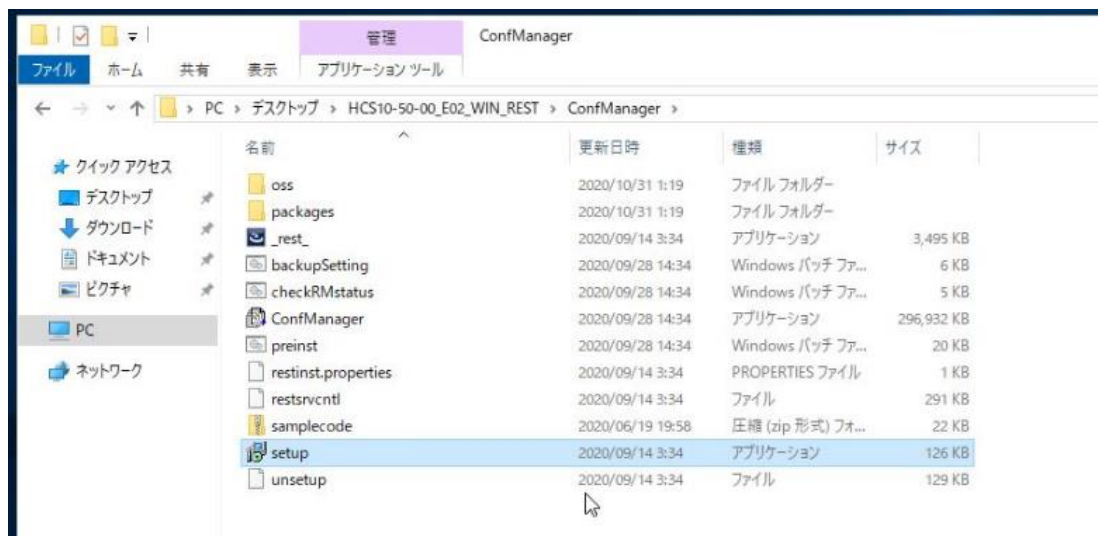 管理 ConfManager
ファイル ホーム 共有 表示 アプリケーション ツール
PC › デスクトップ › HCS10-50-00_E02_WIN_REST › ConfManager ›
名前 更新日時 種類 サイズ
クイック アクセス
デスクトップ
ダウンロード
ドキュメント
ピクチャ
PC
ネットワーク
oss 2020/10/31 1:19 ファイル フォルダー
packages 2020/10/31 1:19 ファイル フォルダー
_rest_ 2020/09/14 3:34 アプリケーション 3,495 KB
backupSetting 2020/09/28 14:34 Windows バッチ ファ... 6 KB
checkRMstatus 2020/09/28 14:34 Windows バッチ ファ... 5 KB
ConfManager 2020/09/28 14:34 アプリケーション 296,932 KB
preinst 2020/09/28 14:34 Windows バッチ ファ... 20 KB
restinst.properties 2020/09/14 3:34 PROPERTIES ファイル 1 KB
restsrvcntl 2020/09/14 3:34 ファイル 291 KB
samplecode 2020/06/19 19:58 圧縮 (zip 形式) フォ... 22 KB
setup 2020/09/14 3:34 アプリケーション 126 KB
unsetup 2020/09/14 3:34 ファイル 129 KB